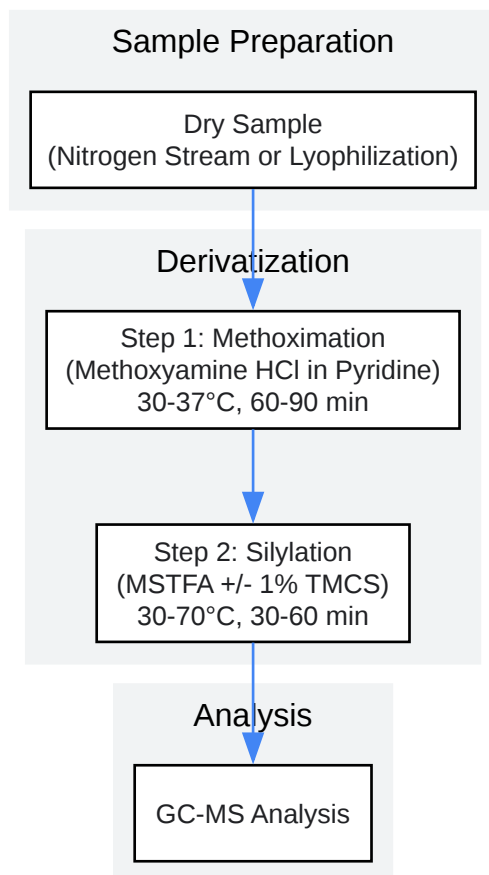 Sample Preparation
Dry Sample
(Nitrogen Stream or Lyophilization)
Derivatization
Step 1: Methoximation
(Methoxyamine HCl in Pyridine)
30-37°C, 60-90 min
Step 2: Silylation
(MSTFA +/- 1% TMCS)
30-70°C, 30-60 min
Analysis
GC-MS Analysis